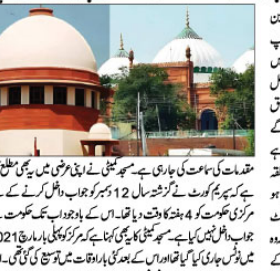 مقدمات کی سماعت کی جارہی ہے۔ مسجد کمیٹی نے اپنی عرضی میں یہ بھی مطلع
ہے کہ سپریم کورٹ نے گزشتہ سال 12 دسمبر کو جواب داخل کرنے کے
مرکزی حکومت کو 4 ہفتہ کا وقت دیا تھا۔ اس کے باوجود اب تک حکومت
جواب داخل نہیں کیا ہے۔ مسجد کمیٹی کا یہ بھی کہنا ہے کہ مرکز کو پہلی بار مارچ 2021
میں نوٹس جاری کیا گیا تھا اور اس کے بعد کئی بار اوقات میں توسیع کی گئی تھی۔